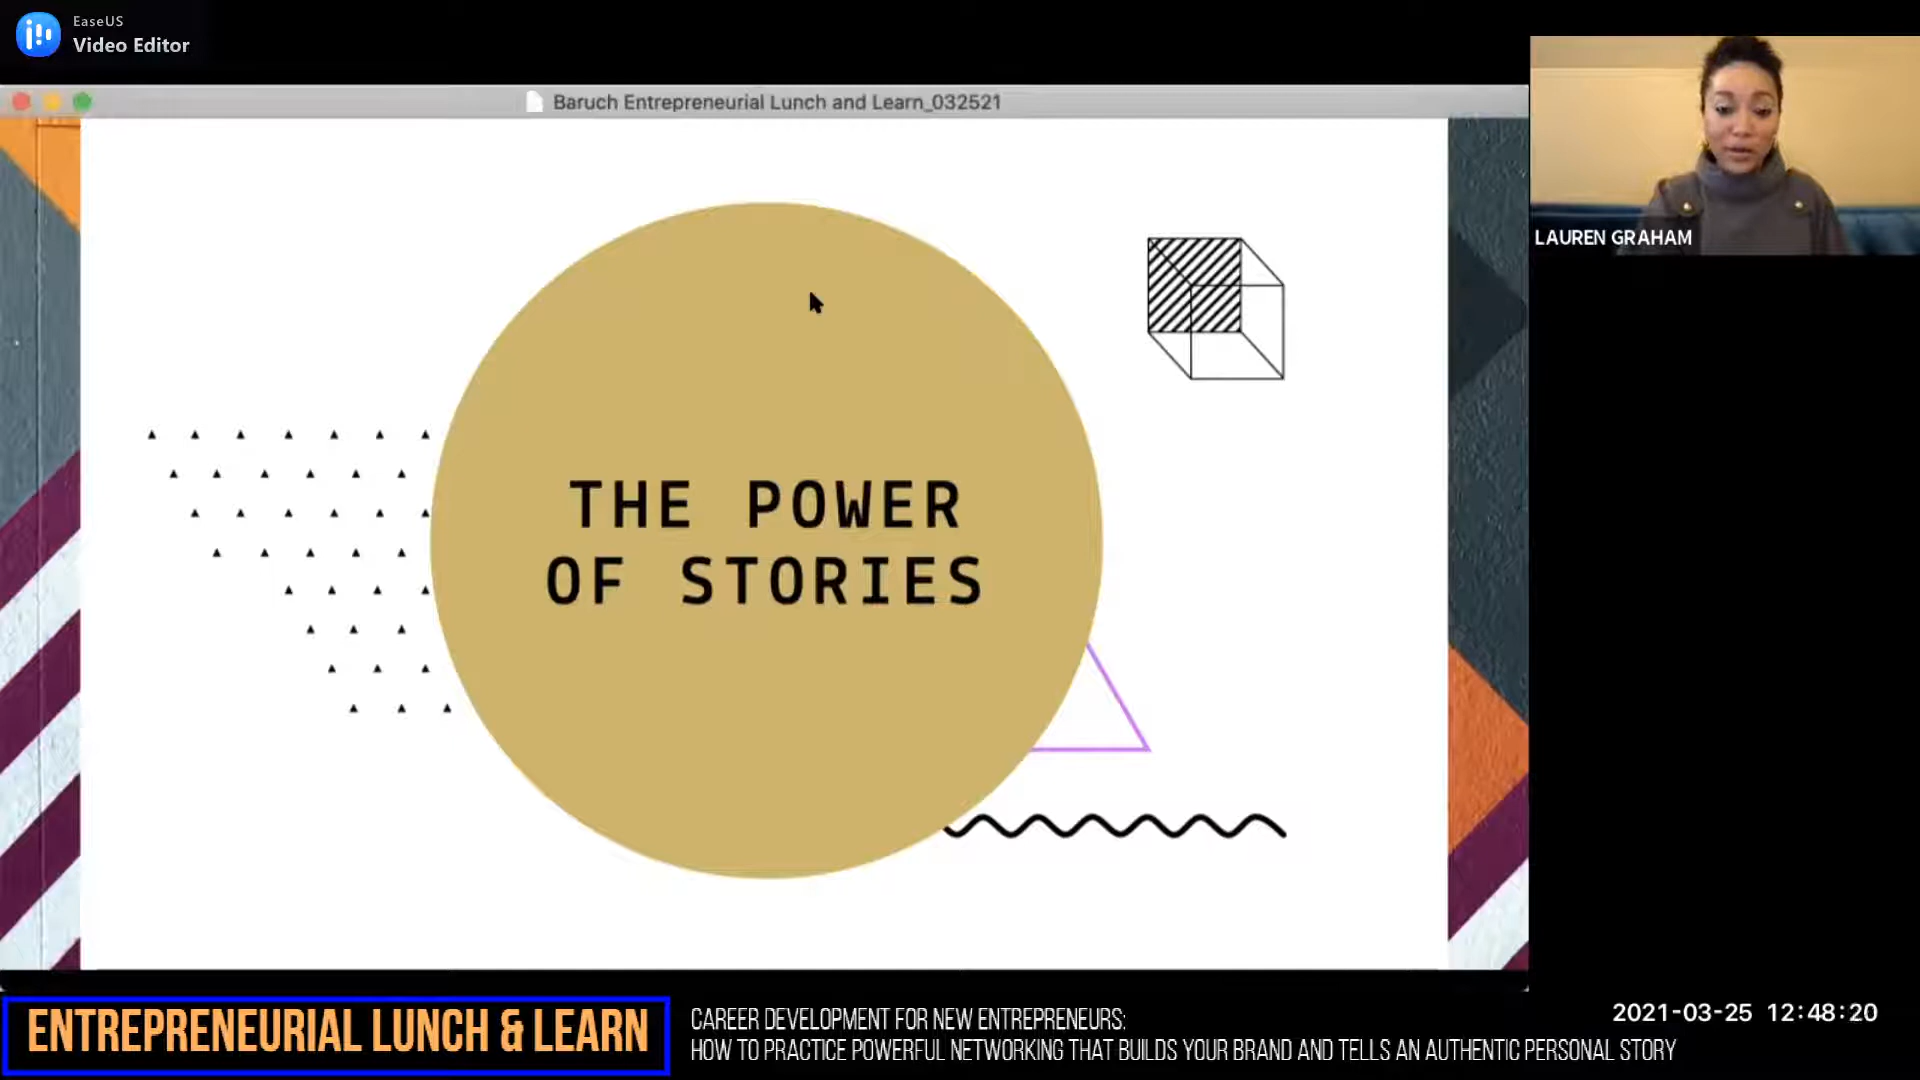 EaseUS
Video Editor
Baruch Entrepreneurial Lunch and Learn_032521
LAUREN GRAHAM
THE POWER
OF STORIES
ENTREPRENEURIAL LUNCH & LEARN
CAREER DEVELOPMENT FOR NEW ENTREPRENEURS:
HOW TO PRACTICE POWERFUL NETWORKING THAT BUILDS YOUR BRAND AND TELLS AN AUTHENTIC PERSONAL STORY
2021-03-25 12:48:20